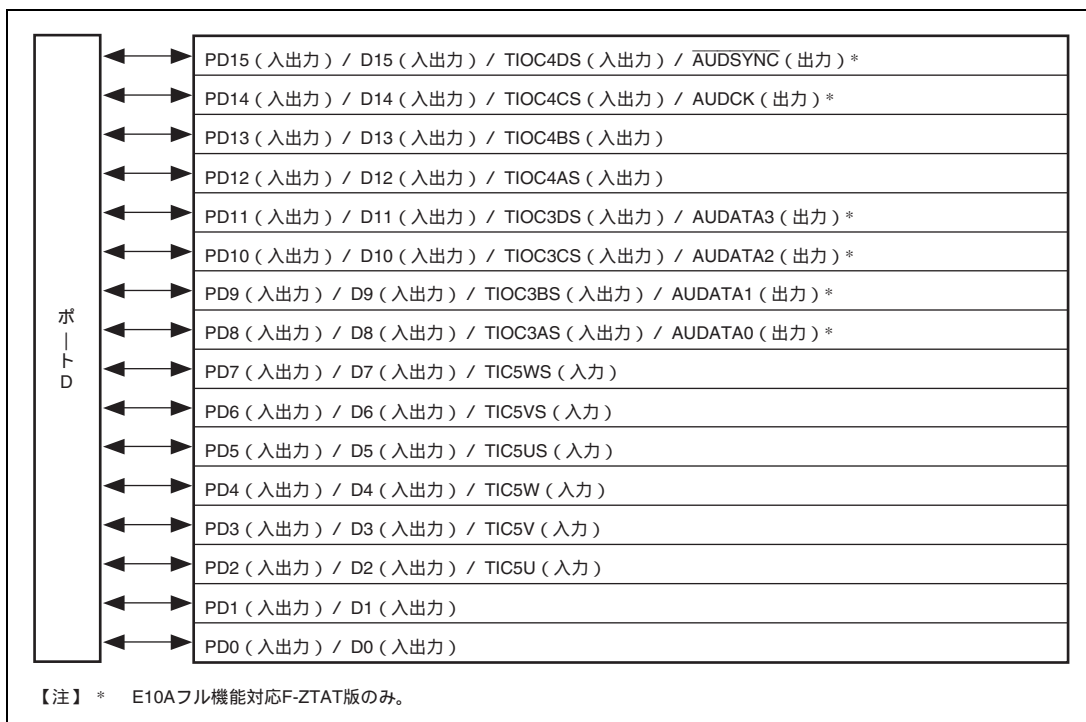 PD15（入出力）/ D15（入出力）/ TIOC4DS（入出力）/ AUDSYNC（出力）*
PD14（入出力）/ D14（入出力）/ TIOC4CS（入出力）/ AUDCK（出力）*
PD13（入出力）/ D13（入出力）/ TIOC4BS（入出力）
PD12（入出力）/ D12（入出力）/ TIOC4AS（入出力）
PD11（入出力）/ D11（入出力）/ TIOC3DS（入出力）/ AUDATA3（出力）*
PD10（入出力）/ D10（入出力）/ TIOC3CS（入出力）/ AUDATA2（出力）*
PD9（入出力）/ D9（入出力）/ TIOC3BS（入出力）/ AUDATA1（出力）*
PD8（入出力）/ D8（入出力）/ TIOC3AS（入出力）/ AUDATA0（出力）*
ポートD
PD7（入出力）/ D7（入出力）/ TIC5WS（入力）
PD6（入出力）/ D6（入出力）/ TIC5VS（入力）
PD5（入出力）/ D5（入出力）/ TIC5US（入力）
PD4（入出力）/ D4（入出力）/ TIC5W（入力）
PD3（入出力）/ D3（入出力）/ TIC5V（入力）
PD2（入出力）/ D2（入出力）/ TIC5U（入力）
PD1（入出力）/ D1（入出力）
PD0（入出力）/ D0（入出力）
【注】 * E10Aフル機能対応F-ZTAT版のみ。